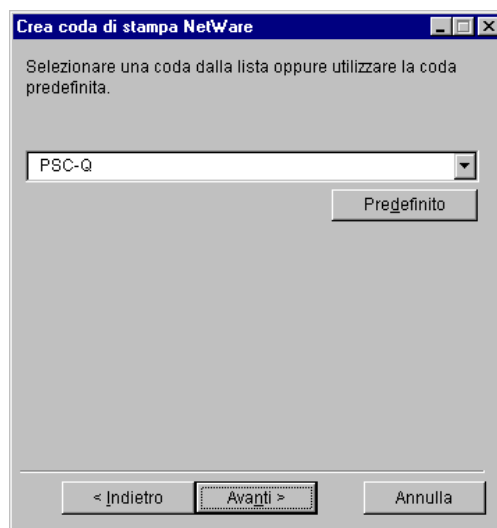 Crea coda di stampa NetWare
Selezionare una coda dalla lista oppure utilizzare la coda
predefinita.
PSC-Q
Predefinito
< Indietro
Avanti >
Annulla